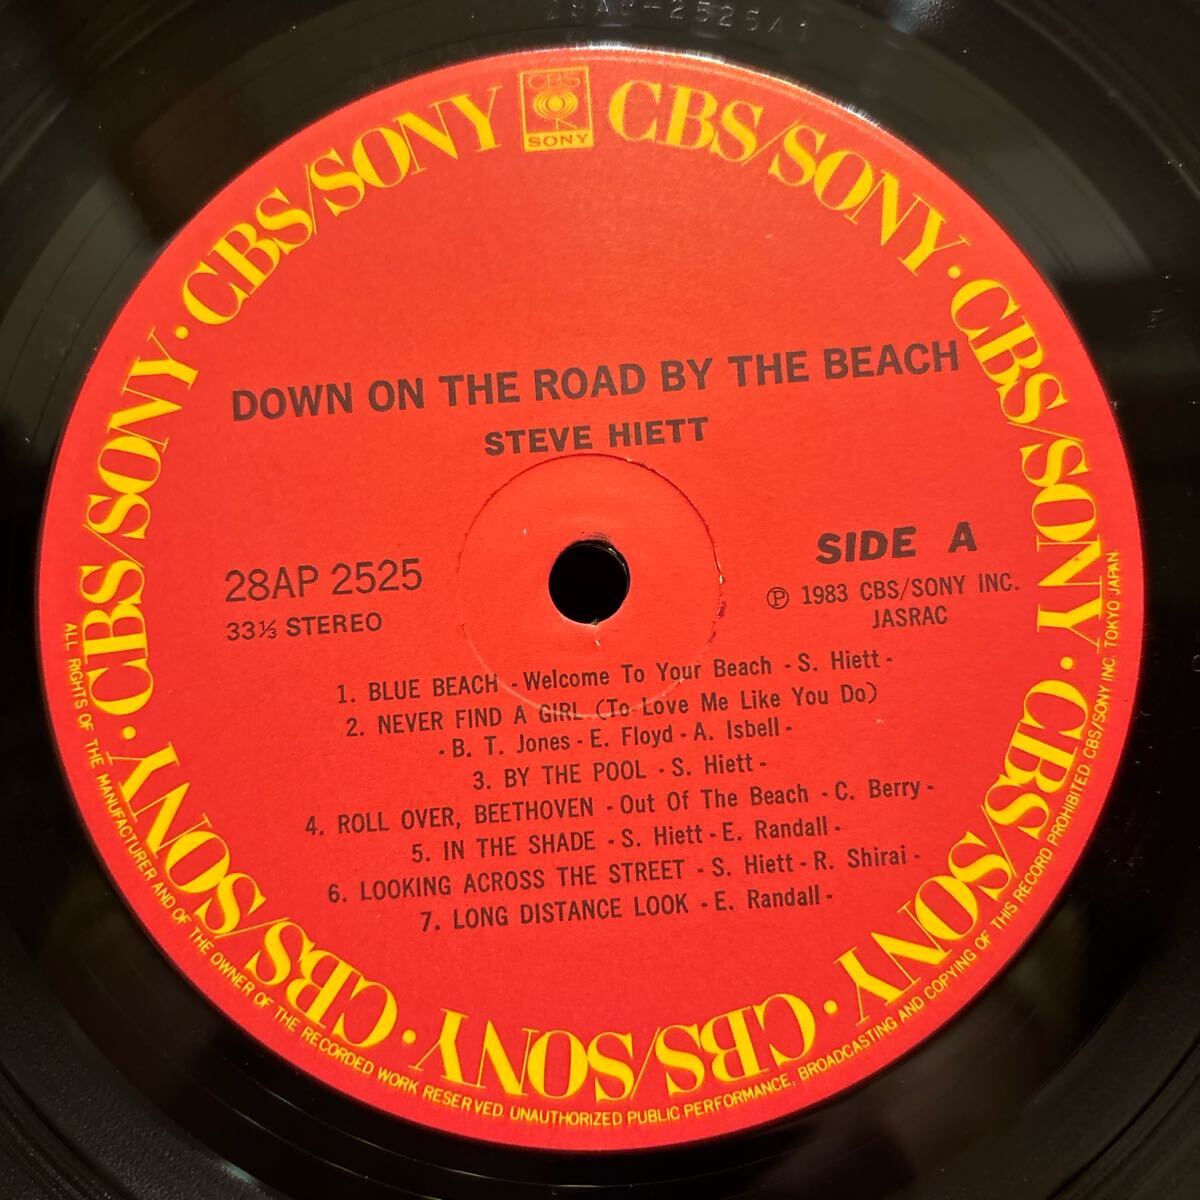 28AP-2525A1
CBS
SONY
CBS/SONY · CBS/SONY · CBS/SONY · CBS/SONY · CBS/SONY · CBS/SONY · CBS/SONY · CBS/SONY
DOWN ON THE ROAD BY THE BEACH
STEVE HIETT
SIDE A
28AP 2525
33⅓ STEREO
Ⓟ 1983 CBS/SONY INC.
JASRAC
1. BLUE BEACH - Welcome To Your Beach - S. Hiett -
2. NEVER FIND A GIRL (To Love Me Like You Do)
- B. T. Jones - E. Floyd - A. Isbell -
3. BY THE POOL - S. Hiett -
4. ROLL OVER, BEETHOVEN - Out Of The Beach - C. Berry -
5. IN THE SHADE - S. Hiett - E. Randall -
6. LOOKING ACROSS THE STREET - S. Hiett - R. Shirai -
7. LONG DISTANCE LOOK - E. Randall -
ALL RIGHTS OF THE MANUFACTURER AND OF THE OWNER OF THE RECORDED WORK RESERVED. UNAUTHORIZED PUBLIC PERFORMANCE, BROADCASTING AND COPYING OF THIS RECORD PROHIBITED. CBS/SONY INC. TOKYO JAPAN.